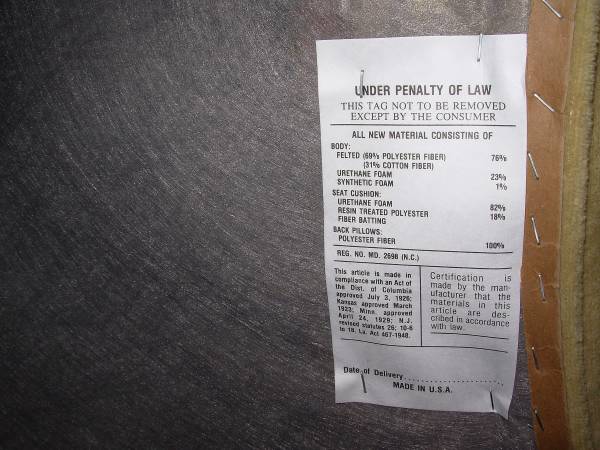 UNDER PENALTY OF LAW
THIS TAG NOT TO BE REMOVED
EXCEPT BY THE CONSUMER
ALL NEW MATERIAL CONSISTING OF
BODY:
FELTED (69% POLYESTER FIBER) 76%
(31% COTTON FIBER)
URETHANE FOAM 23%
SYNTHETIC FOAM 1%
SEAT CUSHION:
URETHANE FOAM 82%
RESIN TREATED POLYESTER 18%
FIBER BATTING
BACK PILLOWS:
POLYESTER FIBER 100%
REG. NO. MD. 2698 (N.C.)
This article is made in
compliance with an Act of
the Dist. of Columbia
approved July 3, 1926;
Kansas approved March
1923; Minn. approved
April 24, 1929; N.J.
revised statutes 26; 10-6
to 18. La. Act 467-1948.
Certification is
made by the man-
ufacturer that the
materials in this
article are des-
cribed in accordance
with law.
Date of Delivery........................
MADE IN U.S.A.